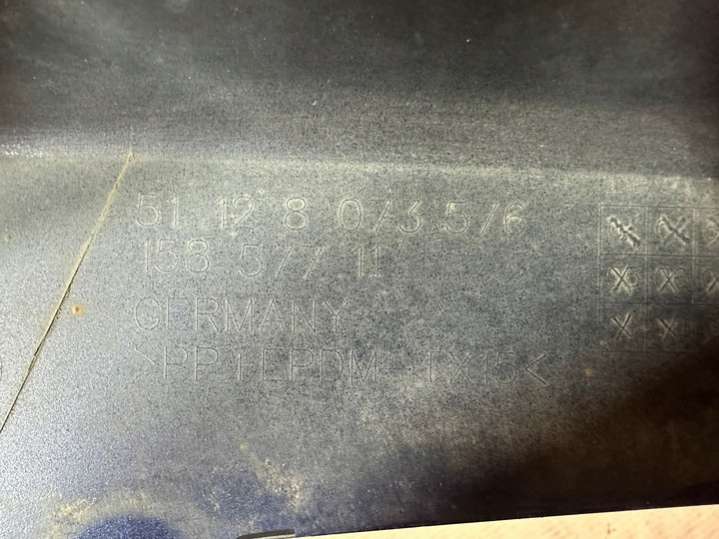 51 12 8 073 576
158 577 11
GERMANY
>PP+EPDM-TX15<